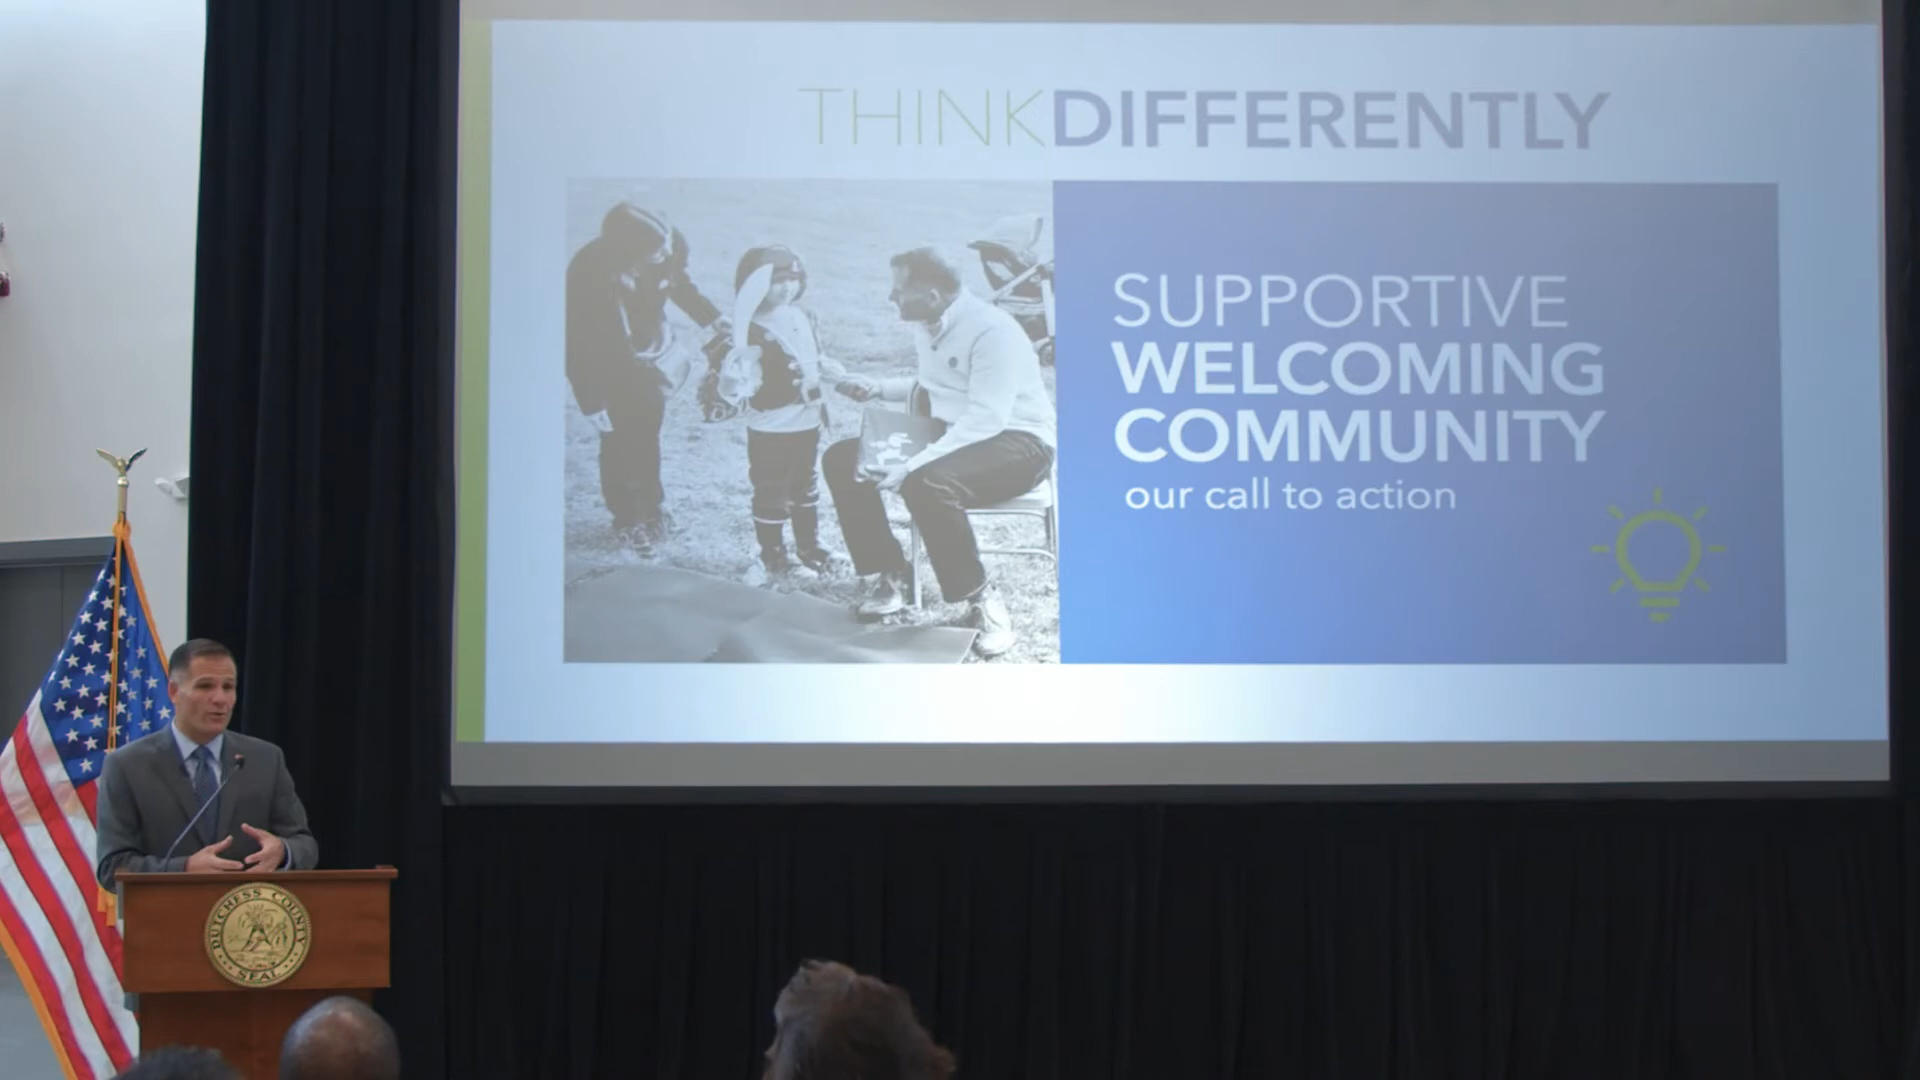 THINKDIFFERENTLY
SUPPORTIVE
WELCOMING
COMMUNITY
our call to action
DUTCHESS COUNTY
SEAL